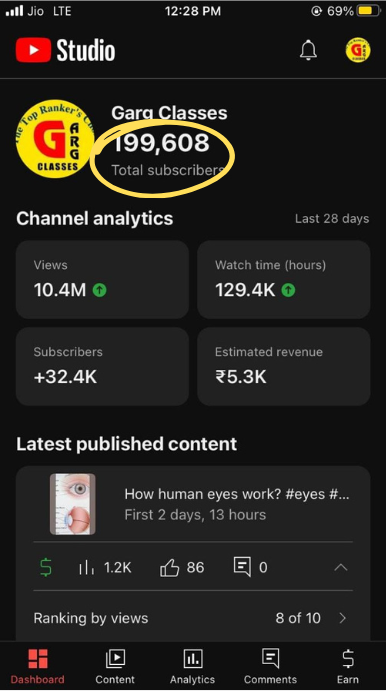 Jio LTE 12:28 PM 69%
Studio
The Top Ranker's
G
ARG
CLASSES
Garg Classes
199,608
Total subscribers
Channel analytics Last 28 days
Views Watch time (hours)
10.4M 129.4K
Subscribers Estimated revenue
+32.4K ₹5.3K
Latest published content
How human eyes work? #eyes #...
First 2 days, 13 hours
$ 1.2K 86 0
Ranking by views 8 of 10
Dashboard Content Analytics Comments Earn